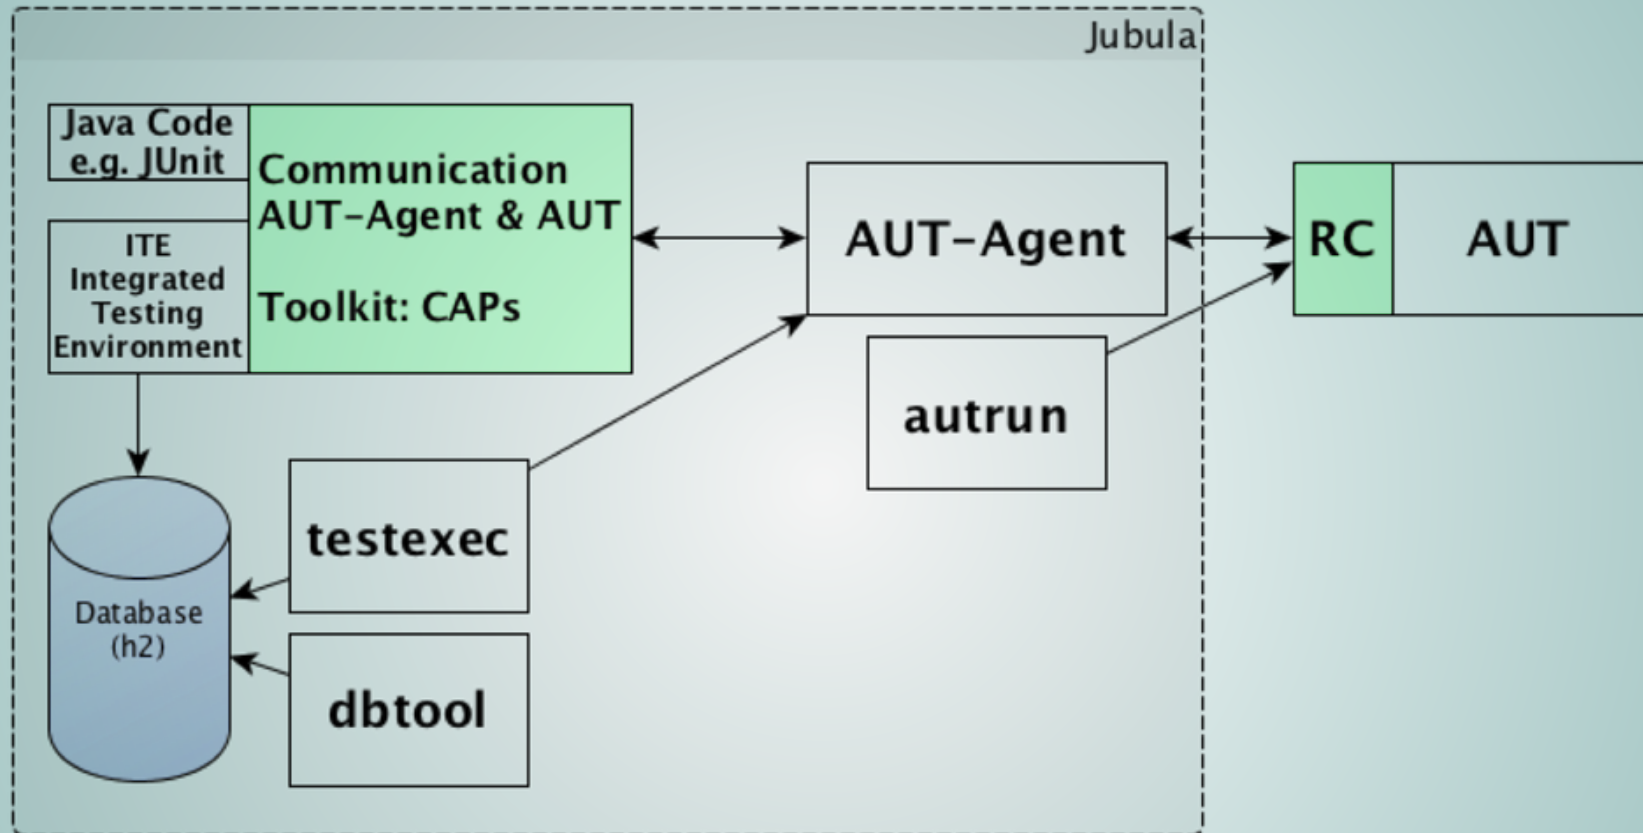 Jubula
Java Code
e.g. JUnit
Communication
AUT-Agent & AUT
Toolkit: CAPs
ITE
Integrated
Testing
Environment
AUT-Agent
RC
AUT
autrun
testexec
Database
(h2)
dbtool